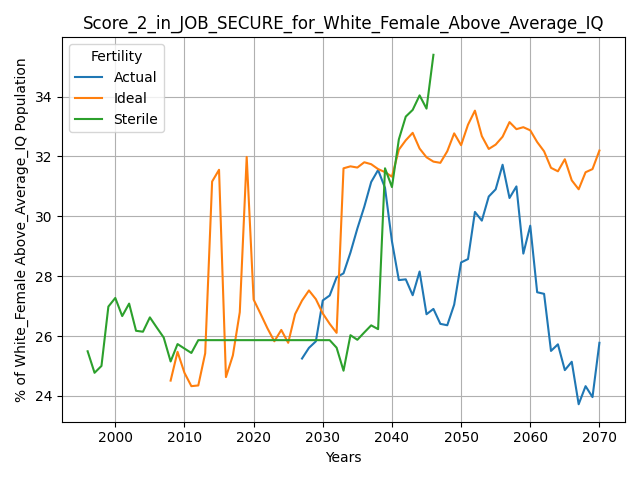 Score_2_in_JOB_SECURE_for_White_Female_Above_Average_IQ
Fertility
Actual
Ideal
Sterile
% of White_Female Above_Average_IQ Population
34
32
30
28
26
24
2000
2010
2020
2030
2040
2050
2060
2070
Years